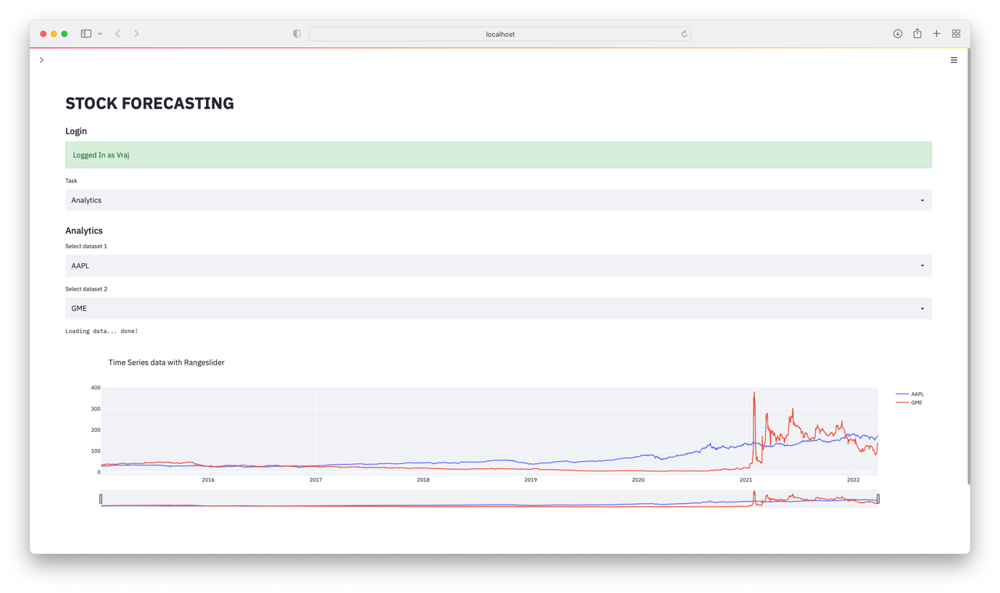 localhost
STOCK FORECASTING
Login
Logged In as Vraj
Task
Analytics
Analytics
Select dataset 1
AAPL
Select dataset 2
GME
Loading data... done!
Time Series data with Rangeslider
400
300
200
100
0
2016 2017 2018 2019 2020 2021 2022
AAPL
GME